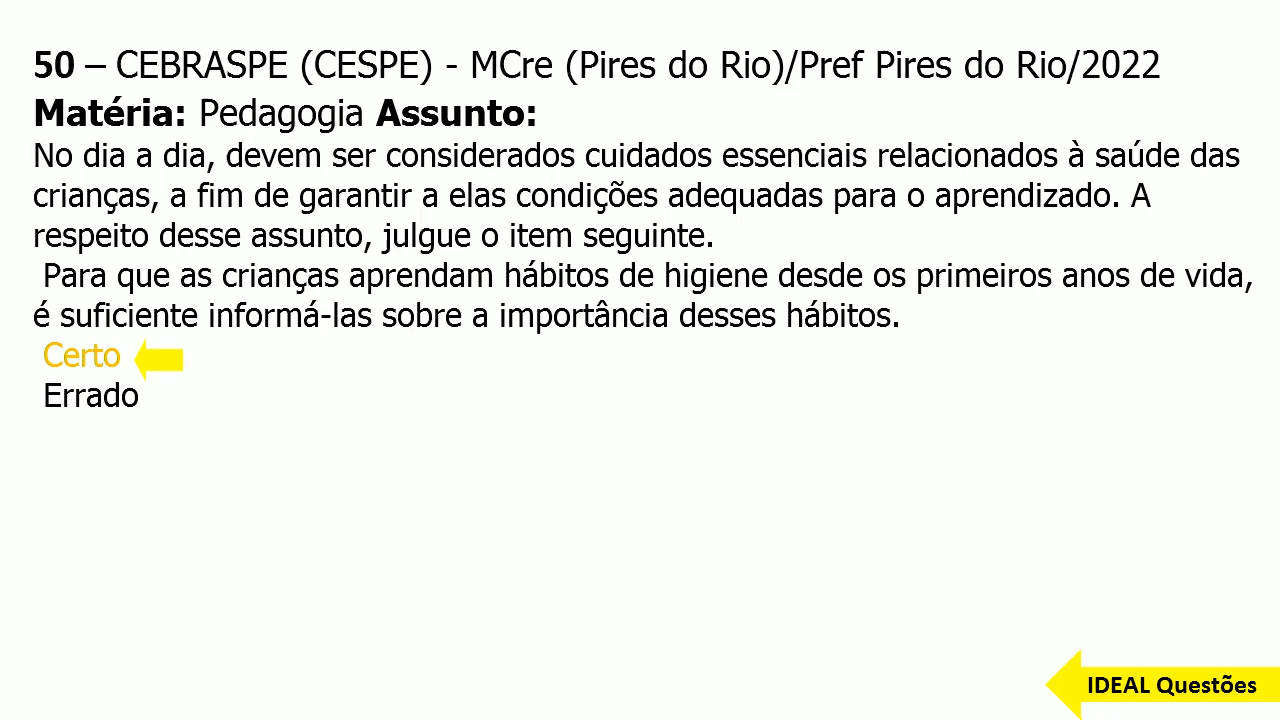 50 – CEBRASPE (CESPE) - MCre (Pires do Rio)/Pref Pires do Rio/2022
Matéria: Pedagogia Assunto:
No dia a dia, devem ser considerados cuidados essenciais relacionados à saúde das
crianças, a fim de garantir a elas condições adequadas para o aprendizado. A
respeito desse assunto, julgue o item seguinte.
Para que as crianças aprendam hábitos de higiene desde os primeiros anos de vida,
é suficiente informá-las sobre a importância desses hábitos.
Certo
Errado
IDEAL Questões